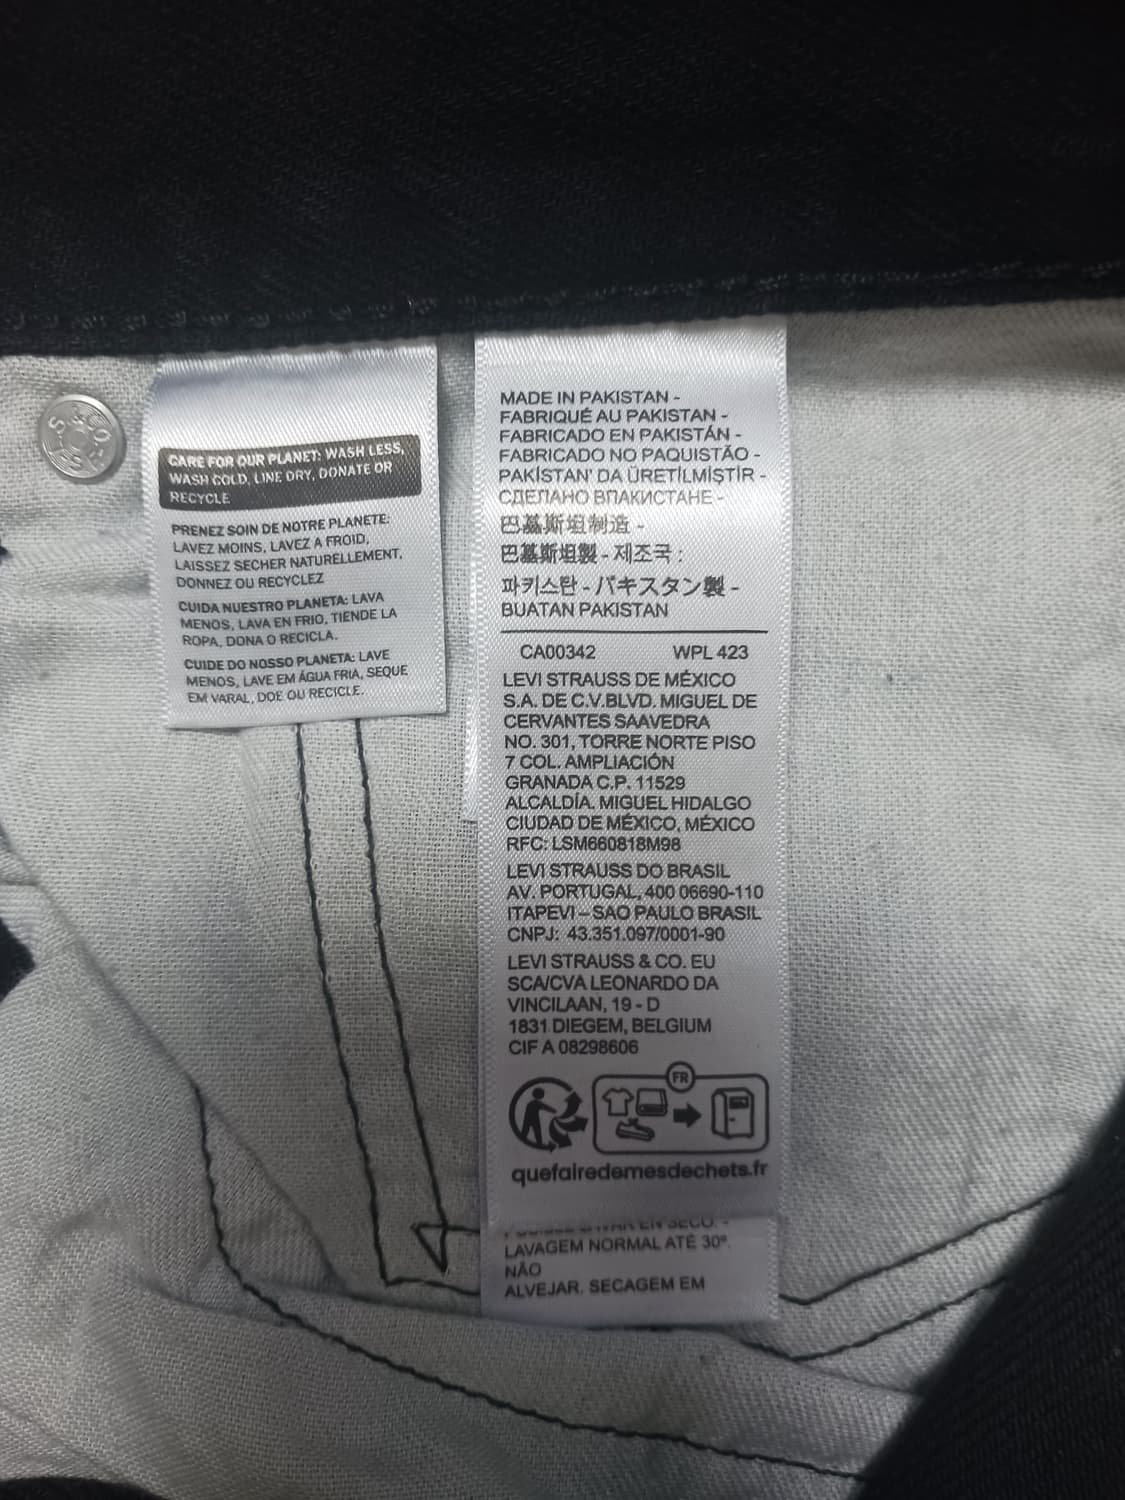 CO.
L.S.
S.&
CARE FOR OUR PLANET: WASH LESS,
WASH COLD, LINE DRY, DONATE OR
RECYCLE
PRENEZ SOIN DE NOTRE PLANETE:
LAVEZ MOINS, LAVEZ A FROID,
LAISSEZ SECHER NATURELLEMENT,
DONNEZ OU RECYCLEZ
CUIDA NUESTRO PLANETA: LAVA
MENOS, LAVA EN FRIO, TIENDE LA
ROPA, DONA O RECICLA.
CUIDE DO NOSSO PLANETA: LAVE
MENOS, LAVE EM ÁGUA FRIA, SEQUE
EM VARAL, DOE OU RECICLE.
MADE IN PAKISTAN -
FABRIQUÉ AU PAKISTAN -
FABRICADO EN PAKISTÁN -
FABRICADO NO PAQUISTÃO -
PAKİSTAN' DA ÜRETİLMİŞTİR -
СДЕЛАНО ВПАКИСТАНЕ -
巴基斯坦制造 -
巴基斯坦製 - 제조국 :
파키스탄 - パキスタン製 -
BUATAN PAKISTAN
CA00342 WPL 423
LEVI STRAUSS DE MÉXICO
S.A. DE C.V.BLVD. MIGUEL DE
CERVANTES SAAVEDRA
NO. 301, TORRE NORTE PISO
7 COL. AMPLIACIÓN
GRANADA C.P. 11529
ALCALDÍA. MIGUEL HIDALGO
CIUDAD DE MÉXICO, MÉXICO
RFC: LSM660818M98
LEVI STRAUSS DO BRASIL
AV. PORTUGAL, 400 06690-110
ITAPEVI – SAO PAULO BRASIL
CNPJ: 43.351.097/0001-90
LEVI STRAUSS & CO. EU
SCA/CVA LEONARDO DA
VINCILAAN, 19 - D
1831 DIEGEM, BELGIUM
CIF A 08298606
FR
quefairedemesdechets.fr
LAVAR EN SECO. -
LAVAGEM NORMAL ATÉ 30°.
NÃO
ALVEJAR. SECAGEM EM